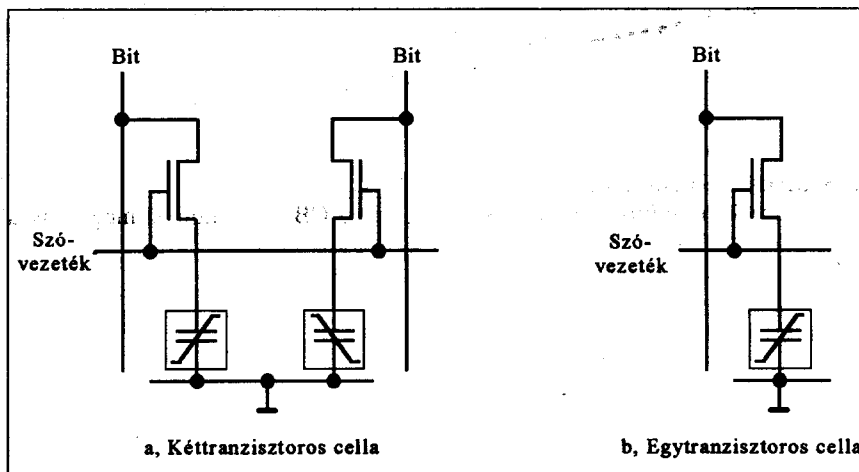 Bit
Bit
Bit
Szó-
vezeték
Szó-
vezeték
a, Kéttranzisztoros cella
b, Egytranzisztoros cella